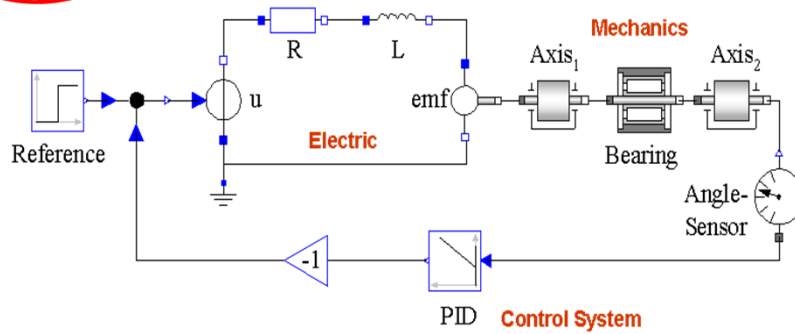 Mechanics
R
L
Axis1
Axis2
u
emf
Reference
Electric
Bearing
Angle-
Sensor
-1
PID
Control System